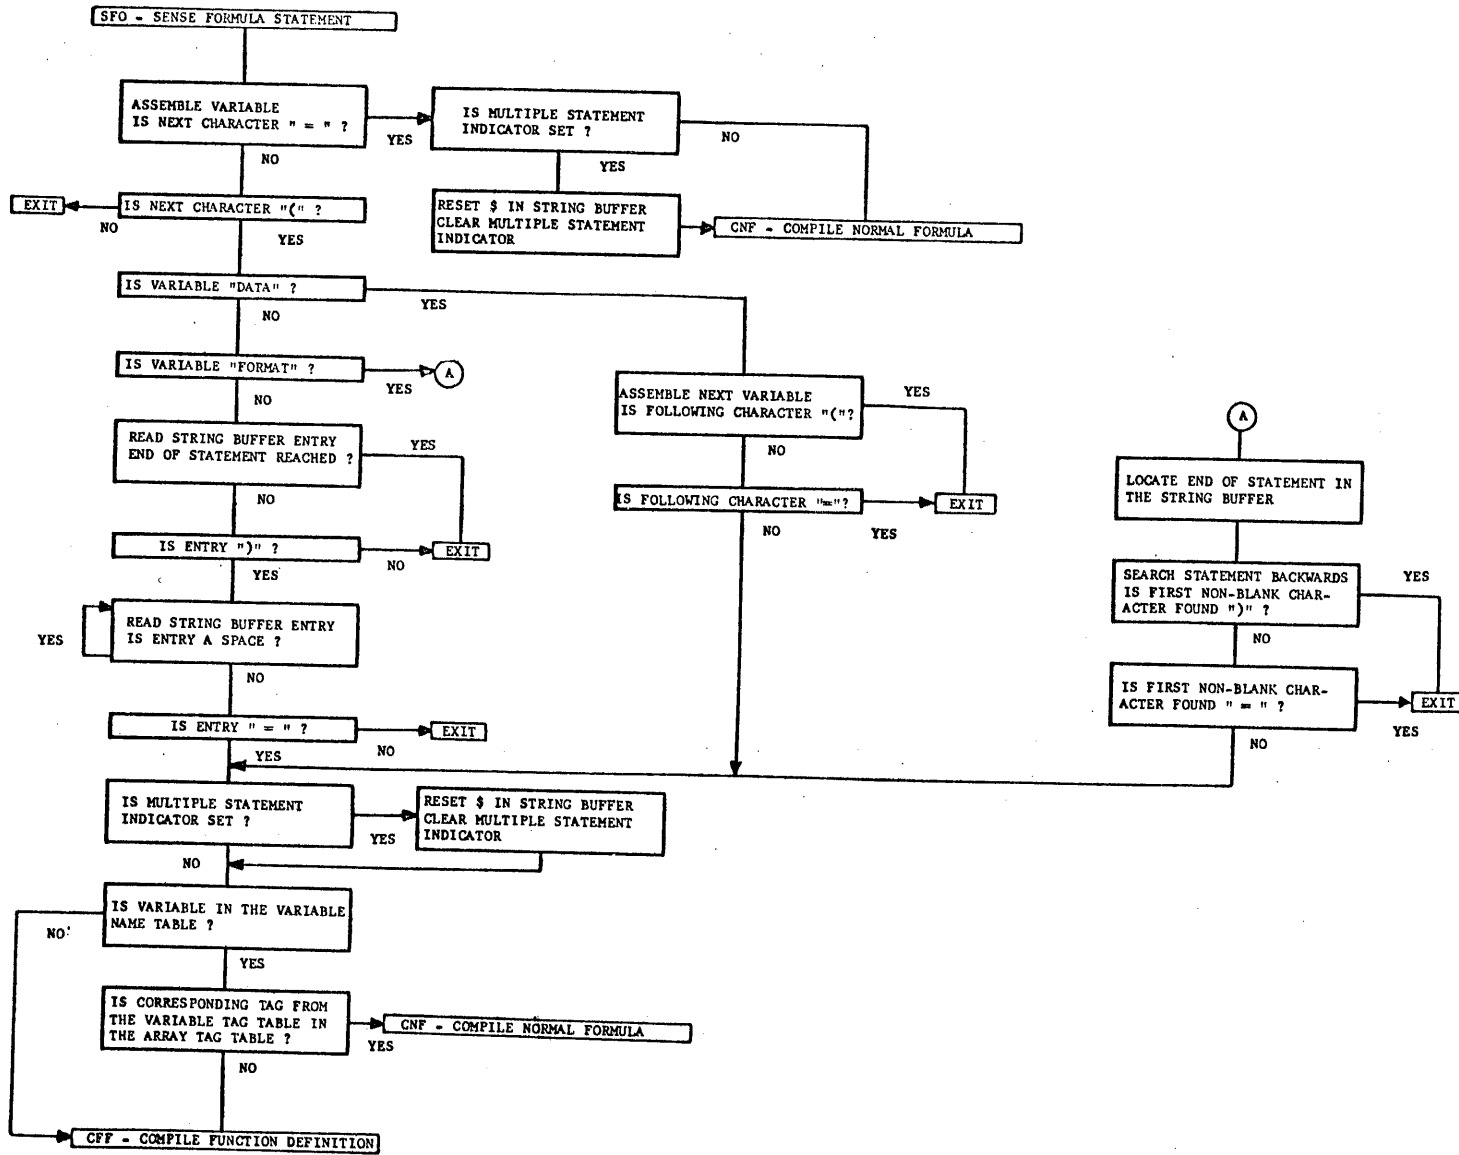 SFO - SENSE FORMULA STATEMENT
ASSEMBLE VARIABLE
IS NEXT CHARACTER " = " ?
YES
NO
IS MULTIPLE STATEMENT
INDICATOR SET ?
NO
YES
RESET $ IN STRING BUFFER
CLEAR MULTIPLE STATEMENT
INDICATOR
CNF - COMPILE NORMAL FORMULA
EXIT
IS NEXT CHARACTER "(" ?
NO
YES
IS VARIABLE "DATA" ?
YES
NO
IS VARIABLE "FORMAT" ?
YES
A
NO
READ STRING BUFFER ENTRY
END OF STATEMENT REACHED ?
YES
NO
IS ENTRY ")" ?
NO
EXIT
YES
READ STRING BUFFER ENTRY
IS ENTRY A SPACE ?
YES
NO
IS ENTRY " = " ?
NO
EXIT
YES
ASSEMBLE NEXT VARIABLE
IS FOLLOWING CHARACTER "("?
YES
NO
IS FOLLOWING CHARACTER "="?
YES
EXIT
NO
A
LOCATE END OF STATEMENT IN
THE STRING BUFFER
SEARCH STATEMENT BACKWARDS
IS FIRST NON-BLANK CHAR-
ACTER FOUND ")" ?
YES
NO
IS FIRST NON-BLANK CHAR-
ACTER FOUND " = " ?
YES
EXIT
NO
IS MULTIPLE STATEMENT
INDICATOR SET ?
YES
NO
RESET $ IN STRING BUFFER
CLEAR MULTIPLE STATEMENT
INDICATOR
IS VARIABLE IN THE VARIABLE
NAME TABLE ?
NO
YES
IS CORRESPONDING TAG FROM
THE VARIABLE TAG TABLE IN
THE ARRAY TAG TABLE ?
YES
CNF - COMPILE NORMAL FORMULA
NO
CFF - COMPILE FUNCTION DEFINITION